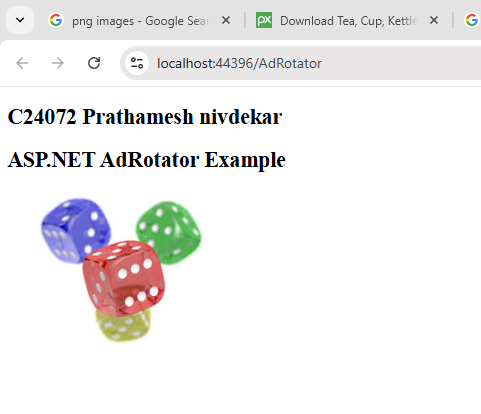 png images - Google Sear
Download Tea, Cup, Kettle
localhost:44396/AdRotator
C24072 Prathamesh nivdekar
ASP.NET AdRotator Example